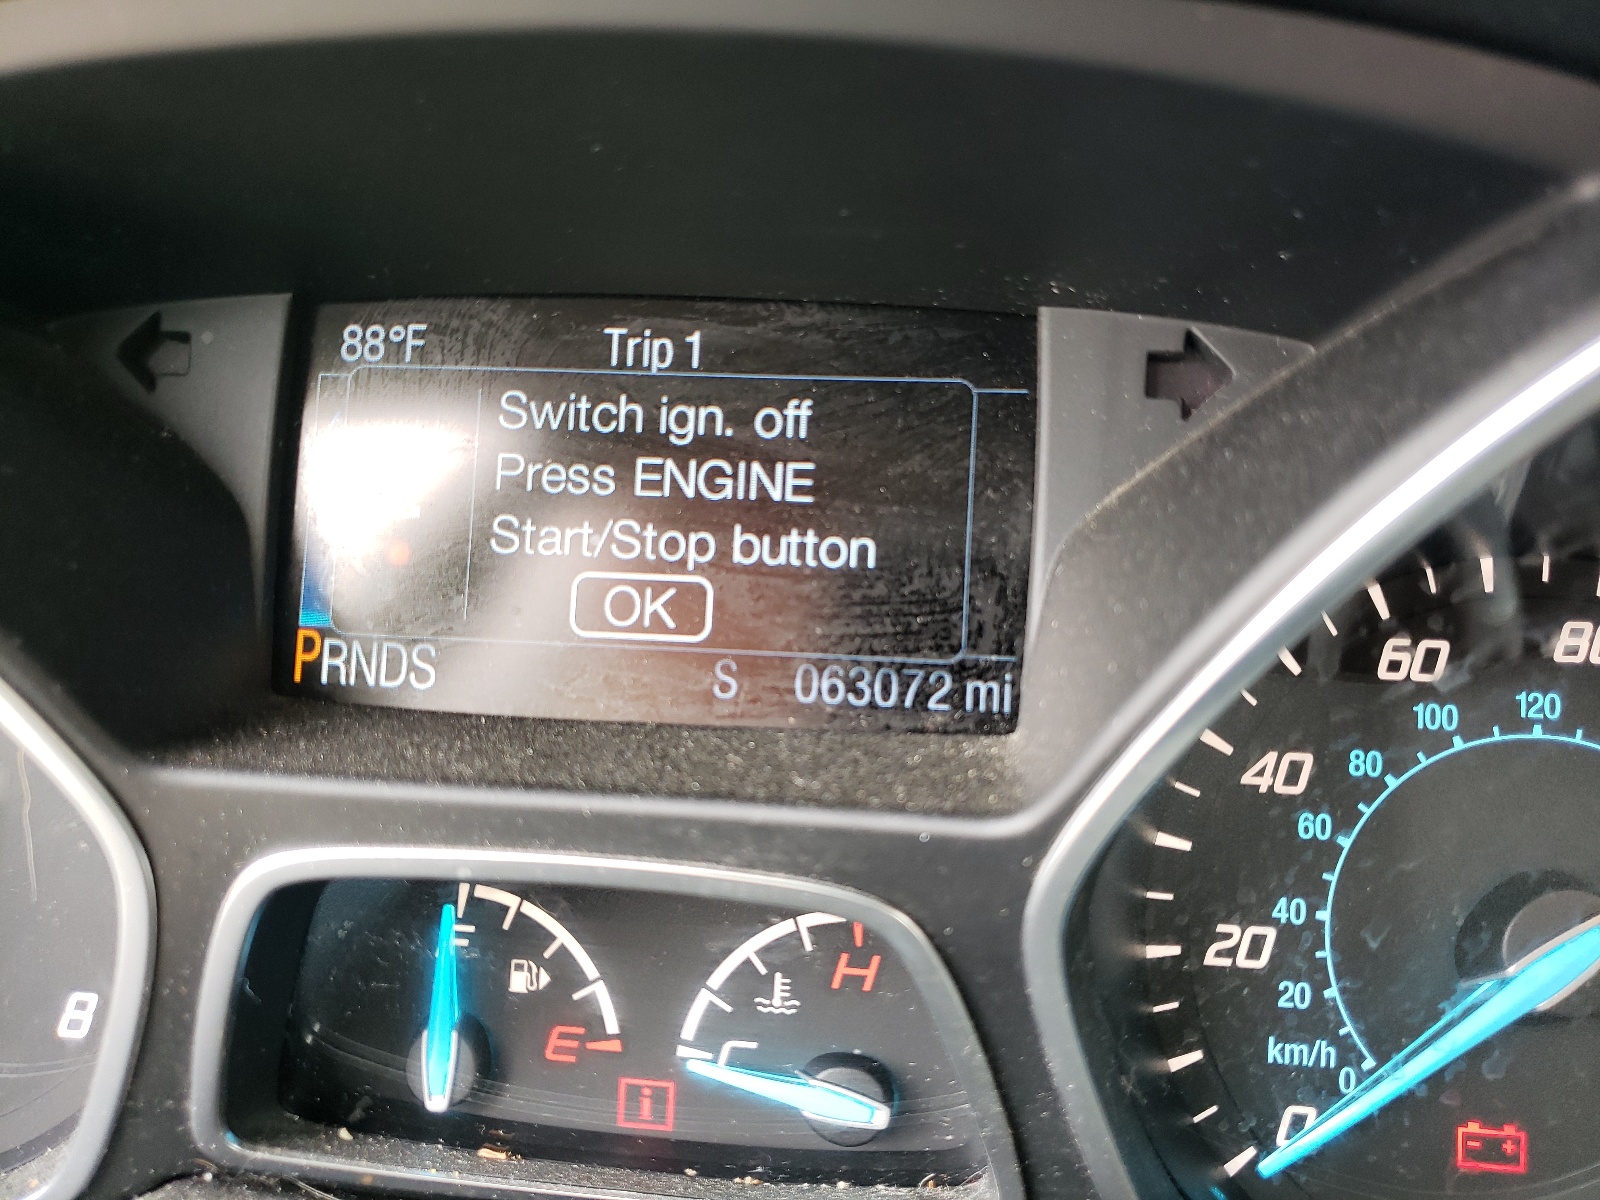 88°F Trip 1
Switch ign. off
Press ENGINE
Start/Stop button
OK
PRNDS S 063072 mi
8
F
E
i
H
C
0 20 40 60 80
km/h 0 20 40 60 80 100 120